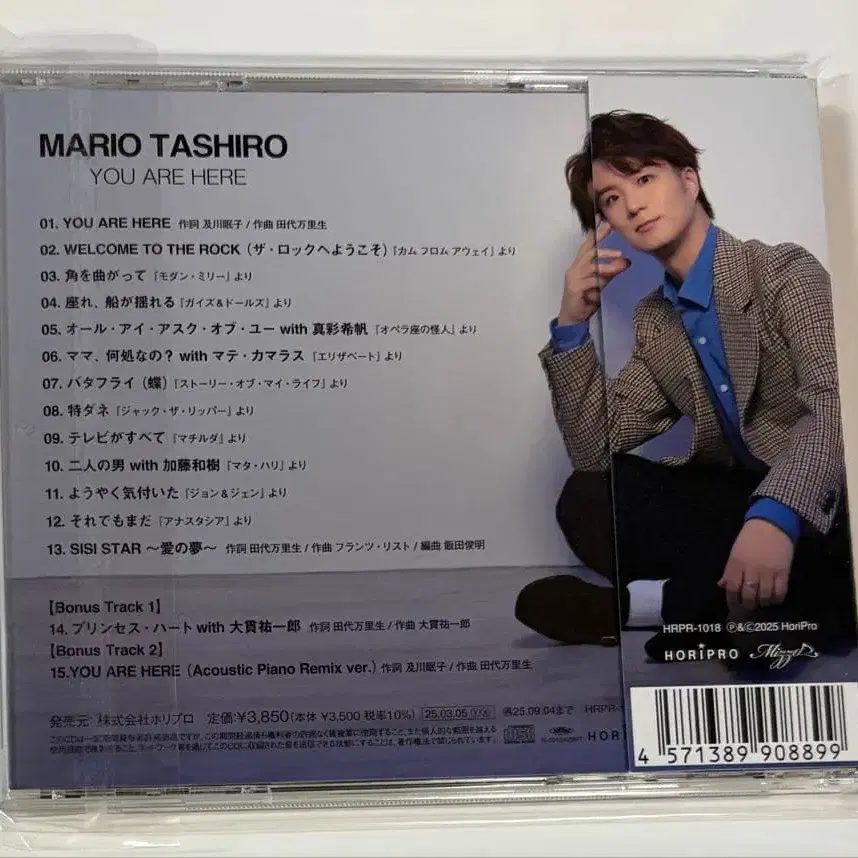 MARIO TASHIRO
YOU ARE HERE
01. YOU ARE HERE 作詞 及川眠子 / 作曲 田代万里生
02. WELCOME TO THE ROCK（ザ・ロックへようこそ）『カム フロム アウェイ』より
03. 角を曲がって『モダン・ミリー』より
04. 座れ、船が揺れる『ガイズ&ドールズ』より
05. オール・アイ・アスク・オブ・ユー with 真彩希帆『オペラ座の怪人』より
06. ママ、何処なの？ with マテ・カマラス『エリザベート』より
07. バタフライ（蝶）『ストーリー・オブ・マイ・ライフ』より
08. 特ダネ『ジャック・ザ・リッパー』より
09. テレビがすべて『マチルダ』より
10. 二人の男 with 加藤和樹『マタ・ハリ』より
11. ようやく気付いた『ジョン&ジェン』より
12. それでもまだ『アナスタシア』より
13. SISI STAR 〜愛の夢〜 作詞 田代万里生 / 作曲 フランツ・リスト / 編曲 飯田俊明
【Bonus Track 1】
14. プリンセス・ハート with 大貫祐一郎 作詞 田代万里生 / 作曲 大貫祐一郎
【Bonus Track 2】
15.YOU ARE HERE（Acoustic Piano Remix ver.）作詞 及川眠子 / 作曲 田代万里生
HRPR-1018 Ⓟ&Ⓒ2025 HoriPro
HORIPRO
発売元: 株式会社ホリプロ 定価:¥3,850(本体 ¥3,500 税率10%) 25.03.05 25.09.04まで HRPR-
HORI
4 571389 908899